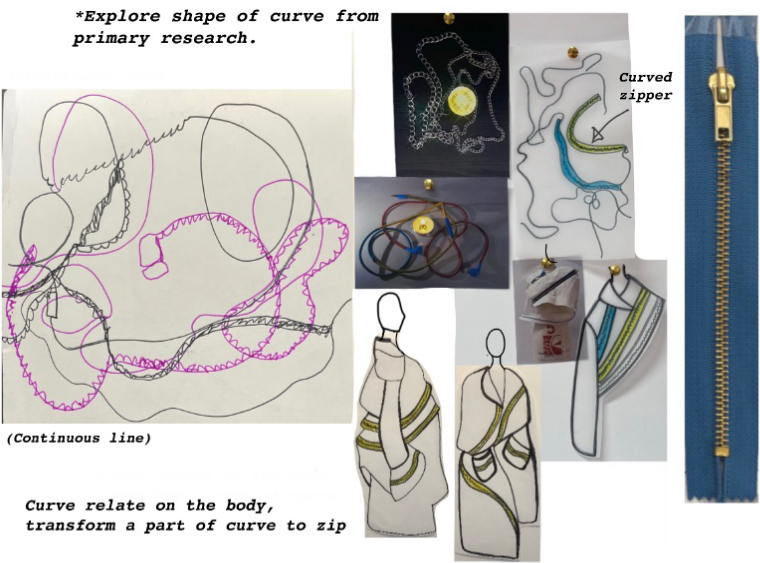 *Explore shape of curve from
primary research.
Curved
zipper
(Continuous line)
Curve relate on the body,
transform a part of curve to zip